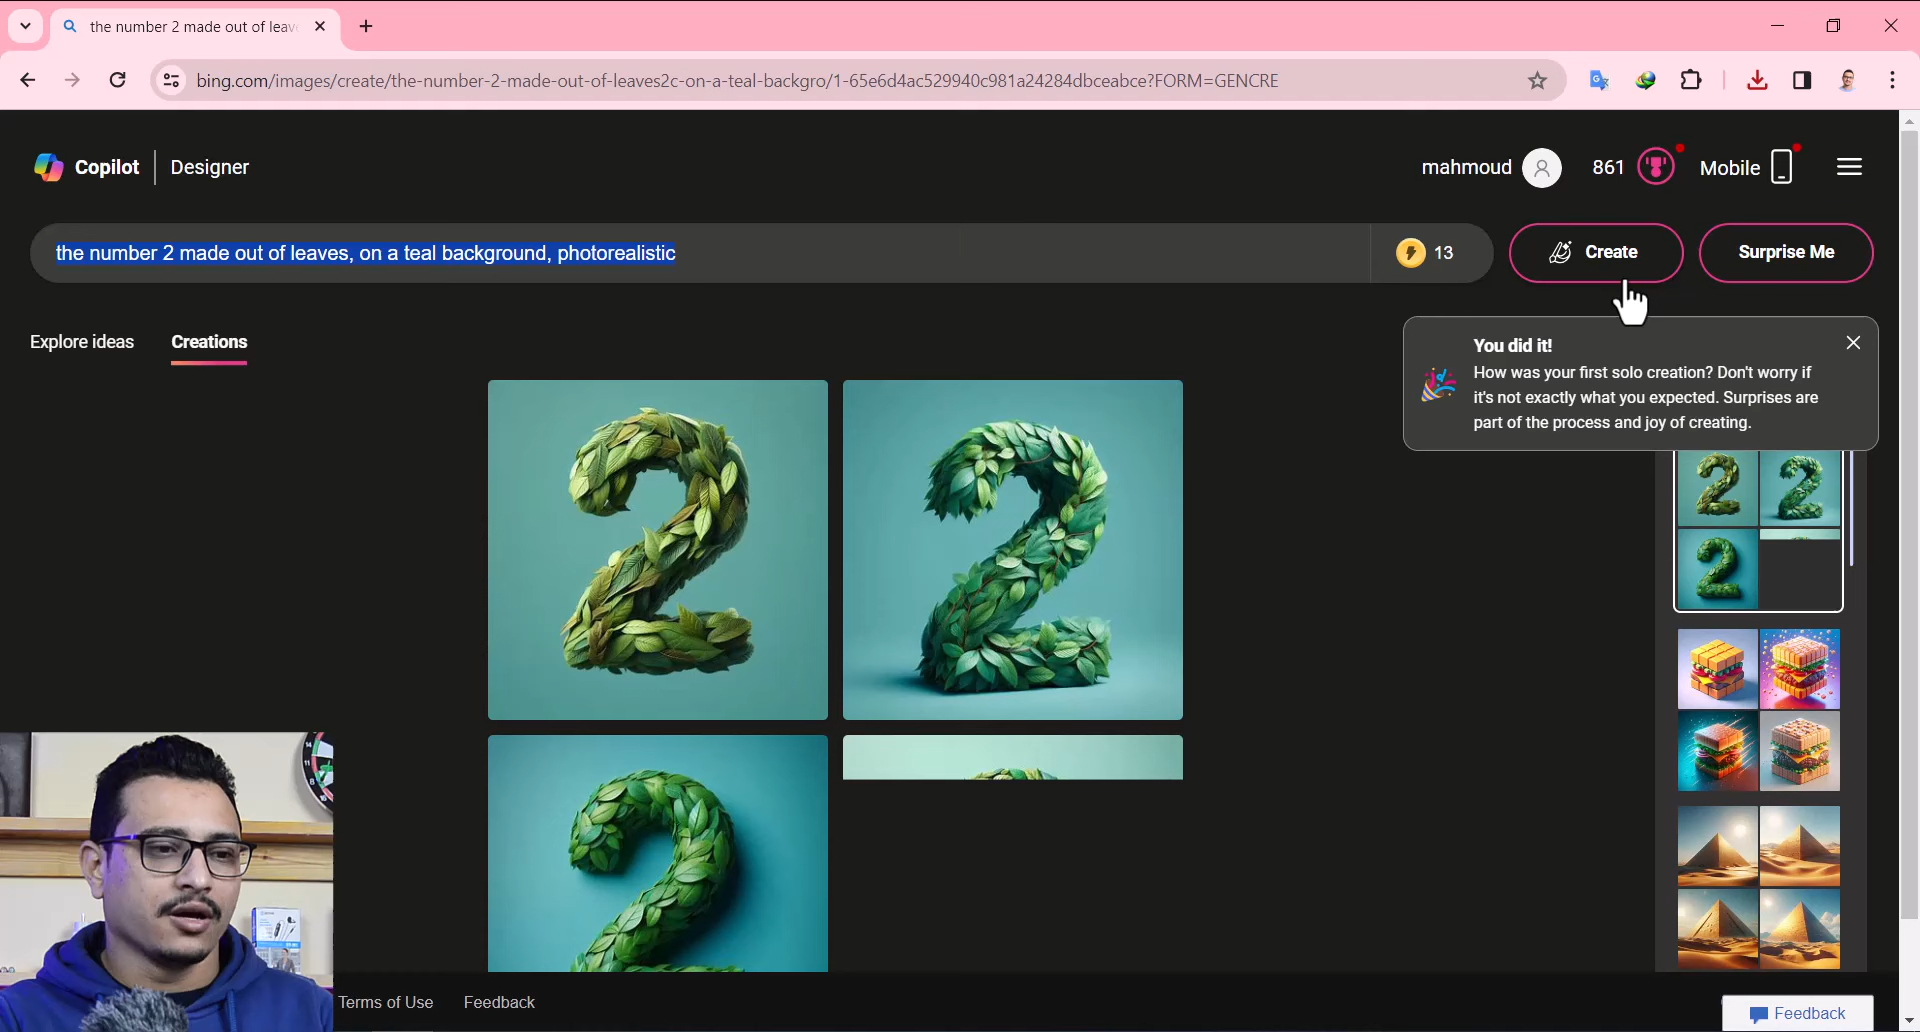 the number 2 made out of leav
bing.com/images/create/the-number-2-made-out-of-leaves2c-on-a-teal-backgro/1-65e6d4ac529940c981a24284dbceabce?FORM=GENCRE
Copilot
Designer
mahmoud
861
Mobile
the number 2 made out of leaves, on a teal background, photorealistic
13
Create
Surprise Me
Explore ideas
Creations
You did it!
How was your first solo creation? Don't worry if
it's not exactly what you expected. Surprises are
part of the process and joy of creating.
Terms of Use
Feedback
Feedback